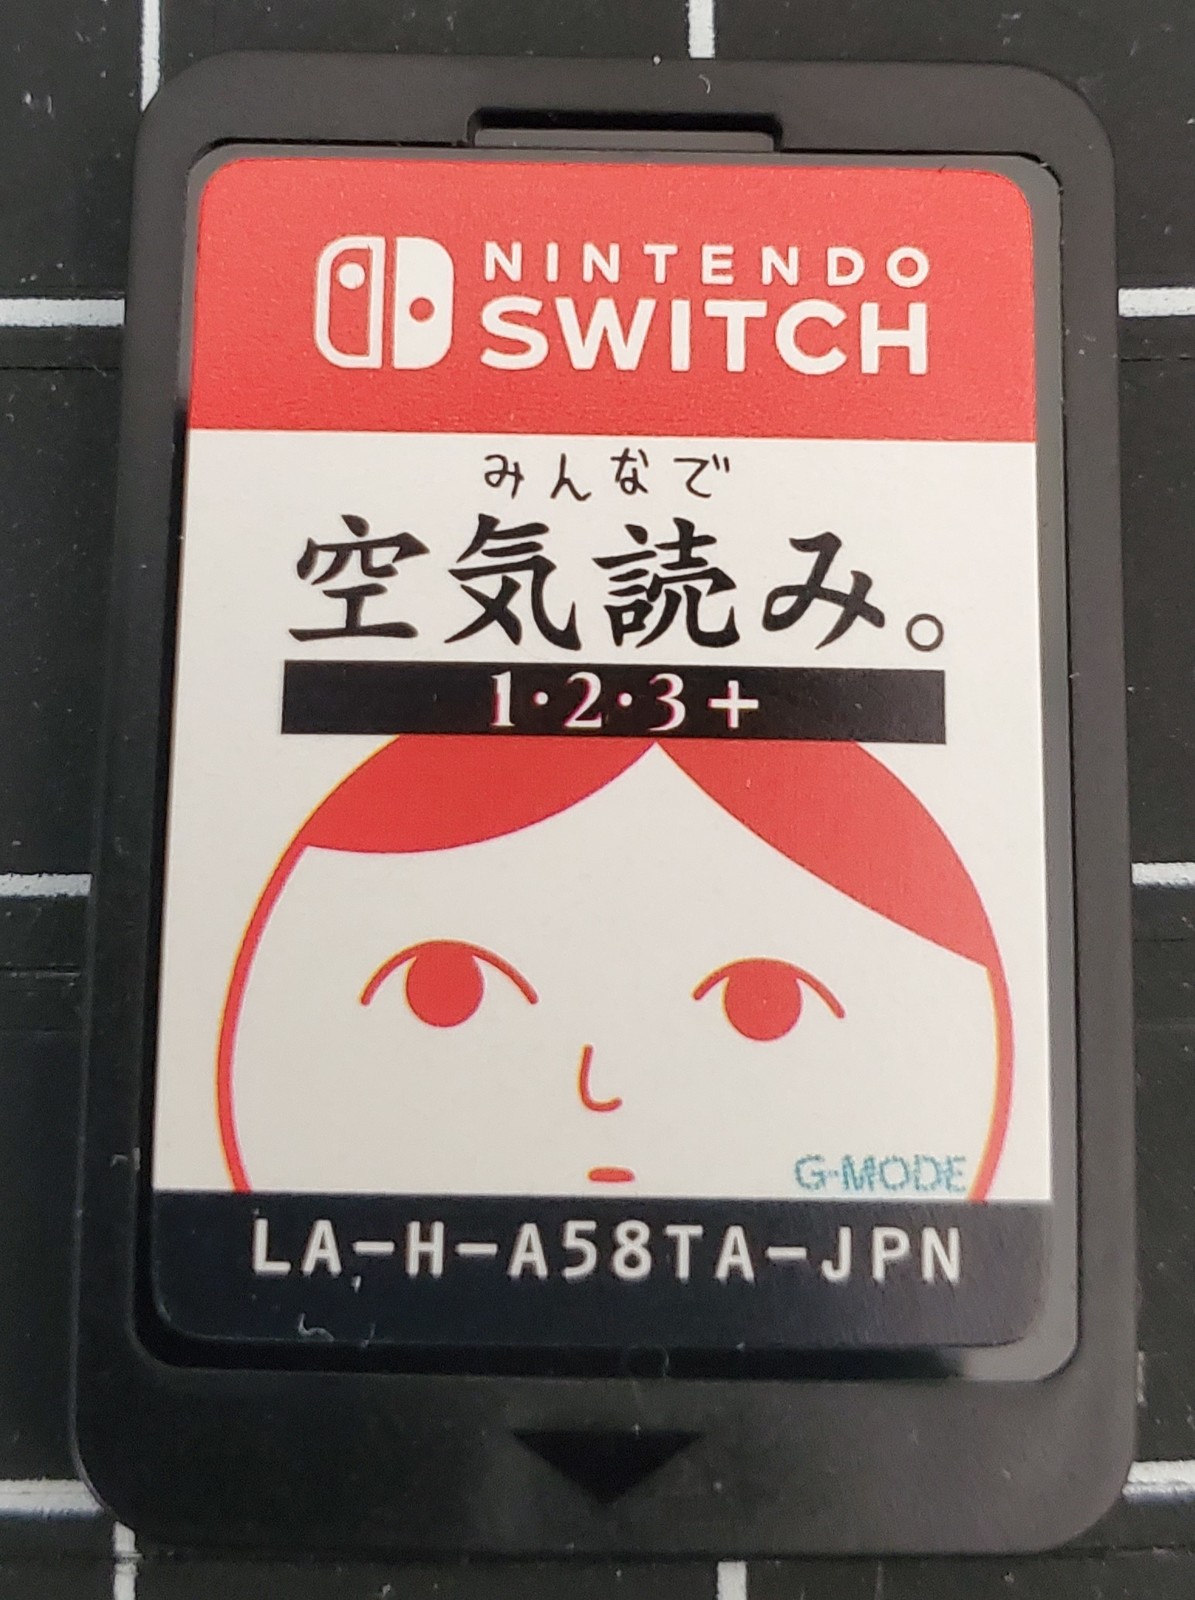 NINTENDO
SWITCH
みんなで
空気読み。
1・2・3+
G-MODE
LA-H-A58TA-JPN